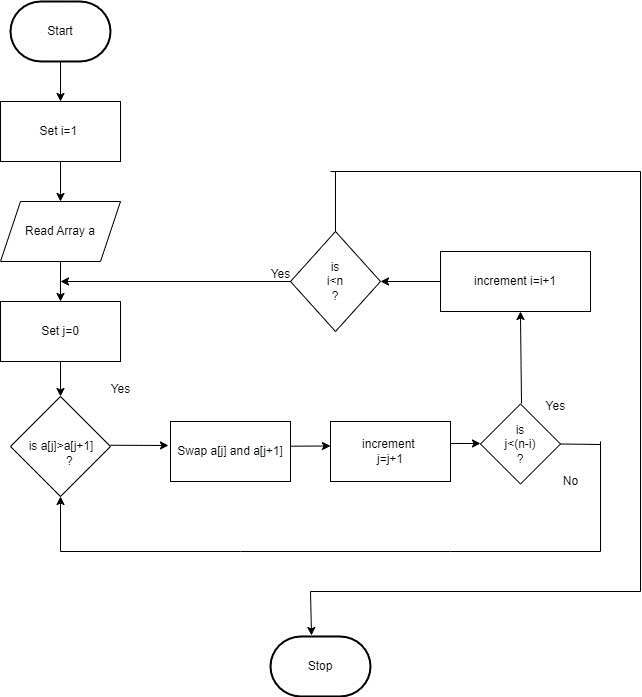 Start
Set i=1
Read Array a
is
i<n
?
Yes
increment i=i+1
Set j=0
Yes
is a[j]>a[j+1]
?
Swap a[j] and a[j+1]
increment
j=j+1
is
j<(n-i)
?
Yes
No
Stop